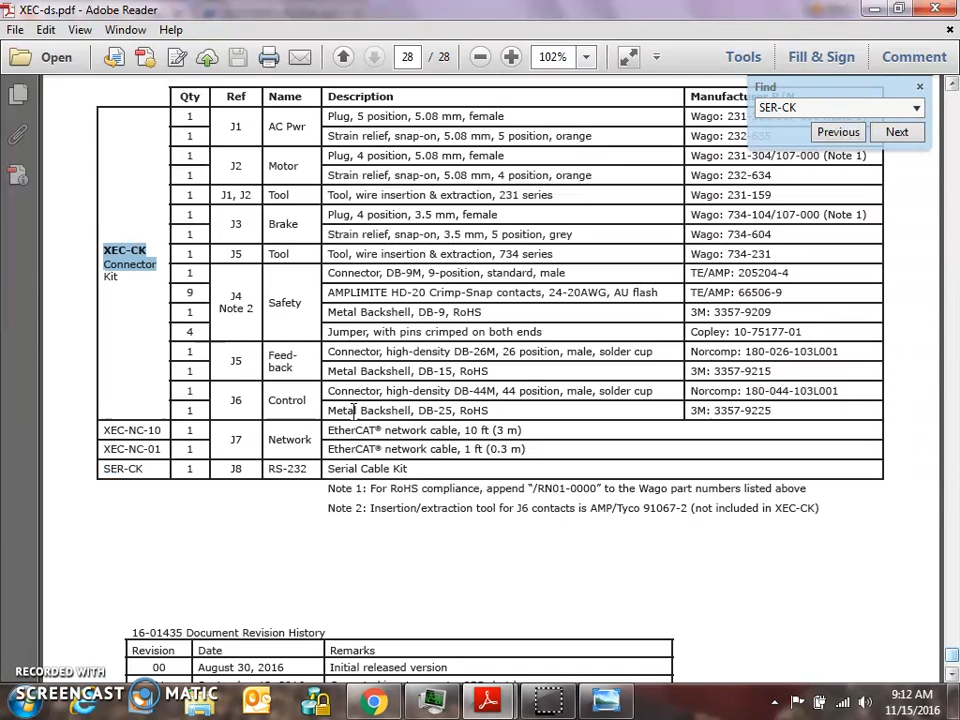 XEC-ds.pdf - Adobe Reader
File Edit View Window Help
Open 28 / 28 102% Tools Fill & Sign Comment
Find
SER-CK
Previous Next
Qty Ref Name Description Manufacturer
1 J1 AC Pwr Plug, 5 position, 5.08 mm, female Wago:
1 Strain relief, snap-on, 5.08 mm, 5 position, orange Wago:
1 J2 Motor Plug, 4 position, 5.08 mm, female Wago: 231-304/107-000 (Note 1)
1 Strain relief, snap-on, 5.08 mm, 4 position, orange Wago: 232-634
1 J1, J2 Tool Tool, wire insertion & extraction, 231 series Wago: 231-159
1 J3 Brake Plug, 4 position, 3.5 mm, female Wago: 734-104/107-000 (Note 1)
1 Strain relief, snap-on, 3.5 mm, 5 position, grey Wago: 734-604
XEC-CK
Connector
Kit
1 J5 Tool Tool, wire insertion & extraction, 734 series Wago: 734-231
1 J4 Note 2 Safety Connector, DB-9M, 9-position, standard, male TE/AMP: 205204-4
9 AMPLIMITE HD-20 Crimp-Snap contacts, 24-20AWG, AU flash TE/AMP: 66506-9
1 Metal Backshell, DB-9, RoHS 3M: 3357-9209
4 Jumper, with pins crimped on both ends Copley: 10-75177-01
1 J5 Feed-back Connector, high-density DB-26M, 26 position, male, solder cup Norcomp: 180-026-103L001
1 Metal Backshell, DB-15, RoHS 3M: 3357-9215
1 J6 Control Connector, high-density DB-44M, 44 position, male, solder cup Norcomp: 180-044-103L001
1 Metal Backshell, DB-25, RoHS 3M: 3357-9225
XEC-NC-10 1 J7 Network EtherCAT® network cable, 10 ft (3 m)
XEC-NC-01 1 EtherCAT® network cable, 1 ft (0.3 m)
SER-CK 1 J8 RS-232 Serial Cable Kit
Note 1: For RoHS compliance, append “/RN01-0000” to the Wago part numbers listed above
Note 2: Insertion/extraction tool for J6 contacts is AMP/Tyco 91067-2 (not included in XEC-CK)
16-01435 Document Revision History
Revision Date Remarks
00 August 30, 2016 Initial released version
RECORDED WITH
SCREENCAST MATIC
9:12 AM
11/15/2016